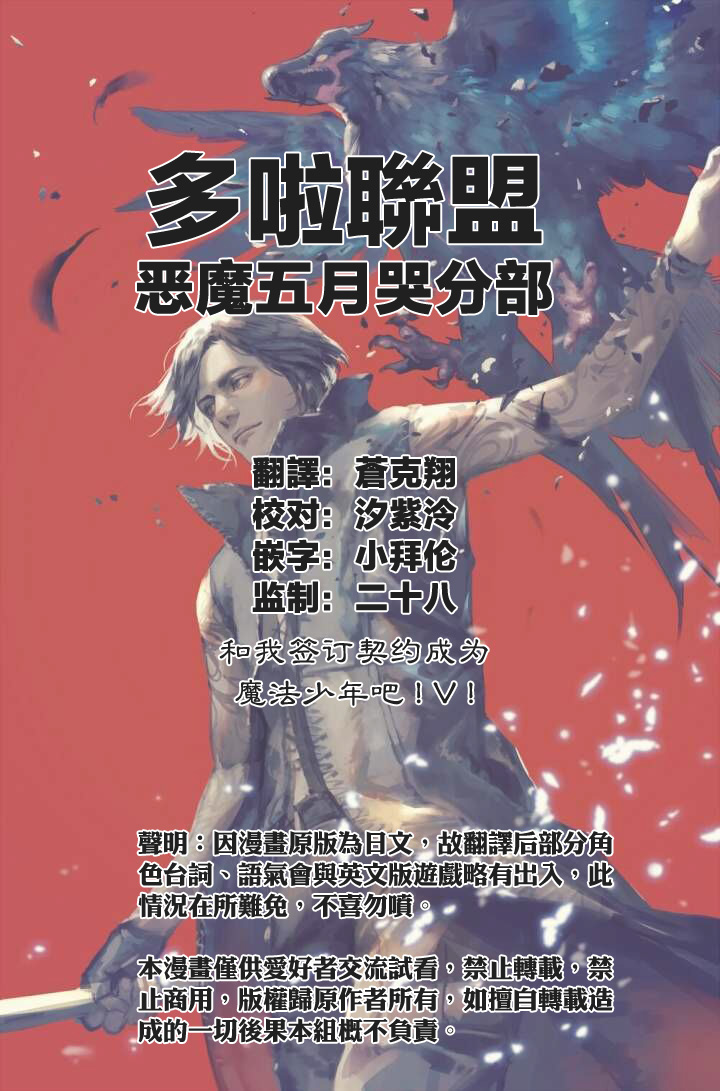 多啦聯盟
恶魔五月哭分部
翻譯：蒼克翔
校对：汐紫泠
嵌字：小拜伦
监制：二十八
和我签订契约成为
魔法少年吧！V！
聲明：因漫畫原版為日文，故翻譯后部分角
色台詞、語氣會與英文版遊戲略有出入，此
情況在所難免，不喜勿噴。
本漫畫僅供愛好者交流試看，禁止轉載，禁
止商用，版權歸原作者所有，如擅自轉載造
成的一切後果本組概不負責。